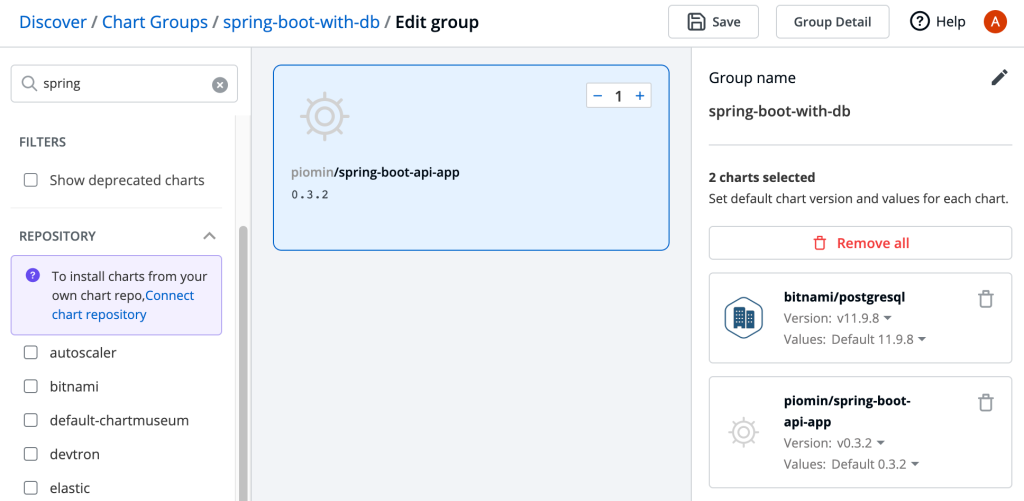 Discover / Chart Groups / spring-boot-with-db / Edit group
Save
Group Detail
? Help
A
spring
FILTERS
Show deprecated charts
REPOSITORY
? To install charts from your
own chart repo,Connect
chart repository
autoscaler
bitnami
default-chartmuseum
devtron
elastic
− 1 +
piomin/spring-boot-api-app
0.3.2
Group name
spring-boot-with-db
2 charts selected
Set default chart version and values for each chart.
Remove all
bitnami/postgresql
Version: v11.9.8
Values: Default 11.9.8
piomin/spring-boot-
api-app
Version: v0.3.2
Values: Default 0.3.2